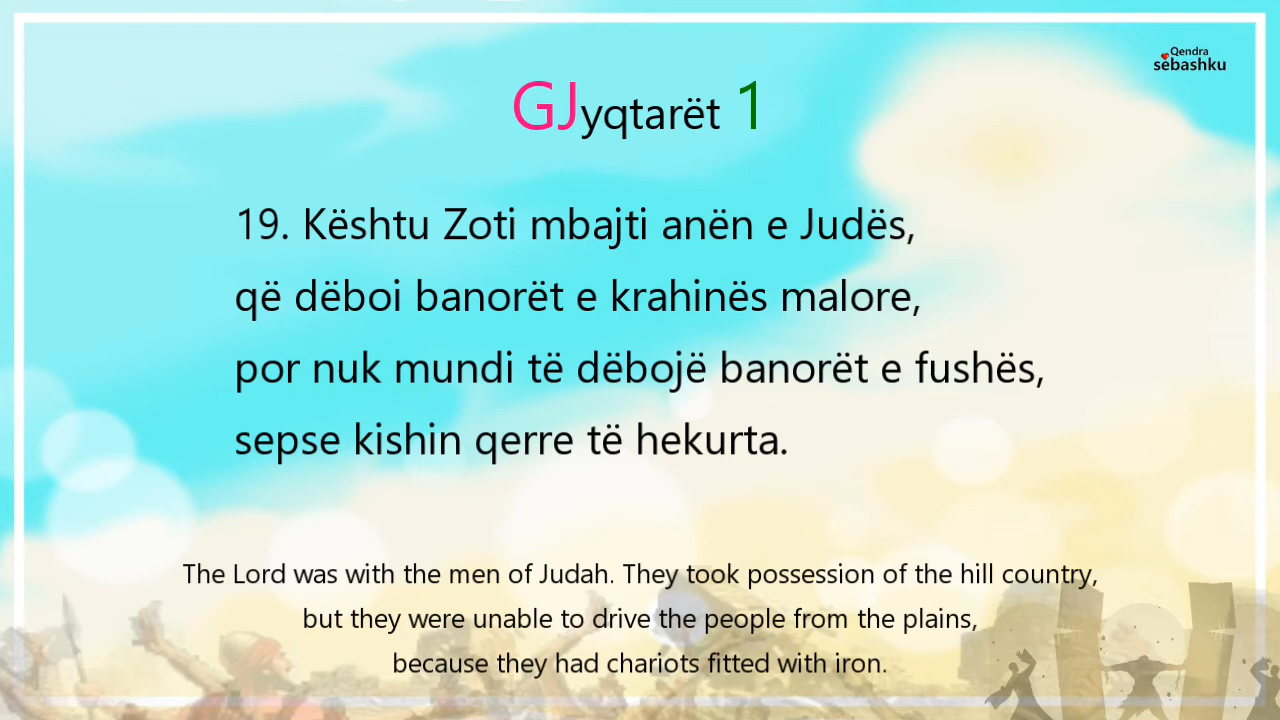 Qendra
sëbashku
GJyqtarët 1
19. Kështu Zoti mbajti anën e Judës,
që dëboi banorët e krahinës malore,
por nuk mundi të dëbojë banorët e fushës,
sepse kishin qerre të hekurta.
The Lord was with the men of Judah. They took possession of the hill country,
but they were unable to drive the people from the plains,
because they had chariots fitted with iron.